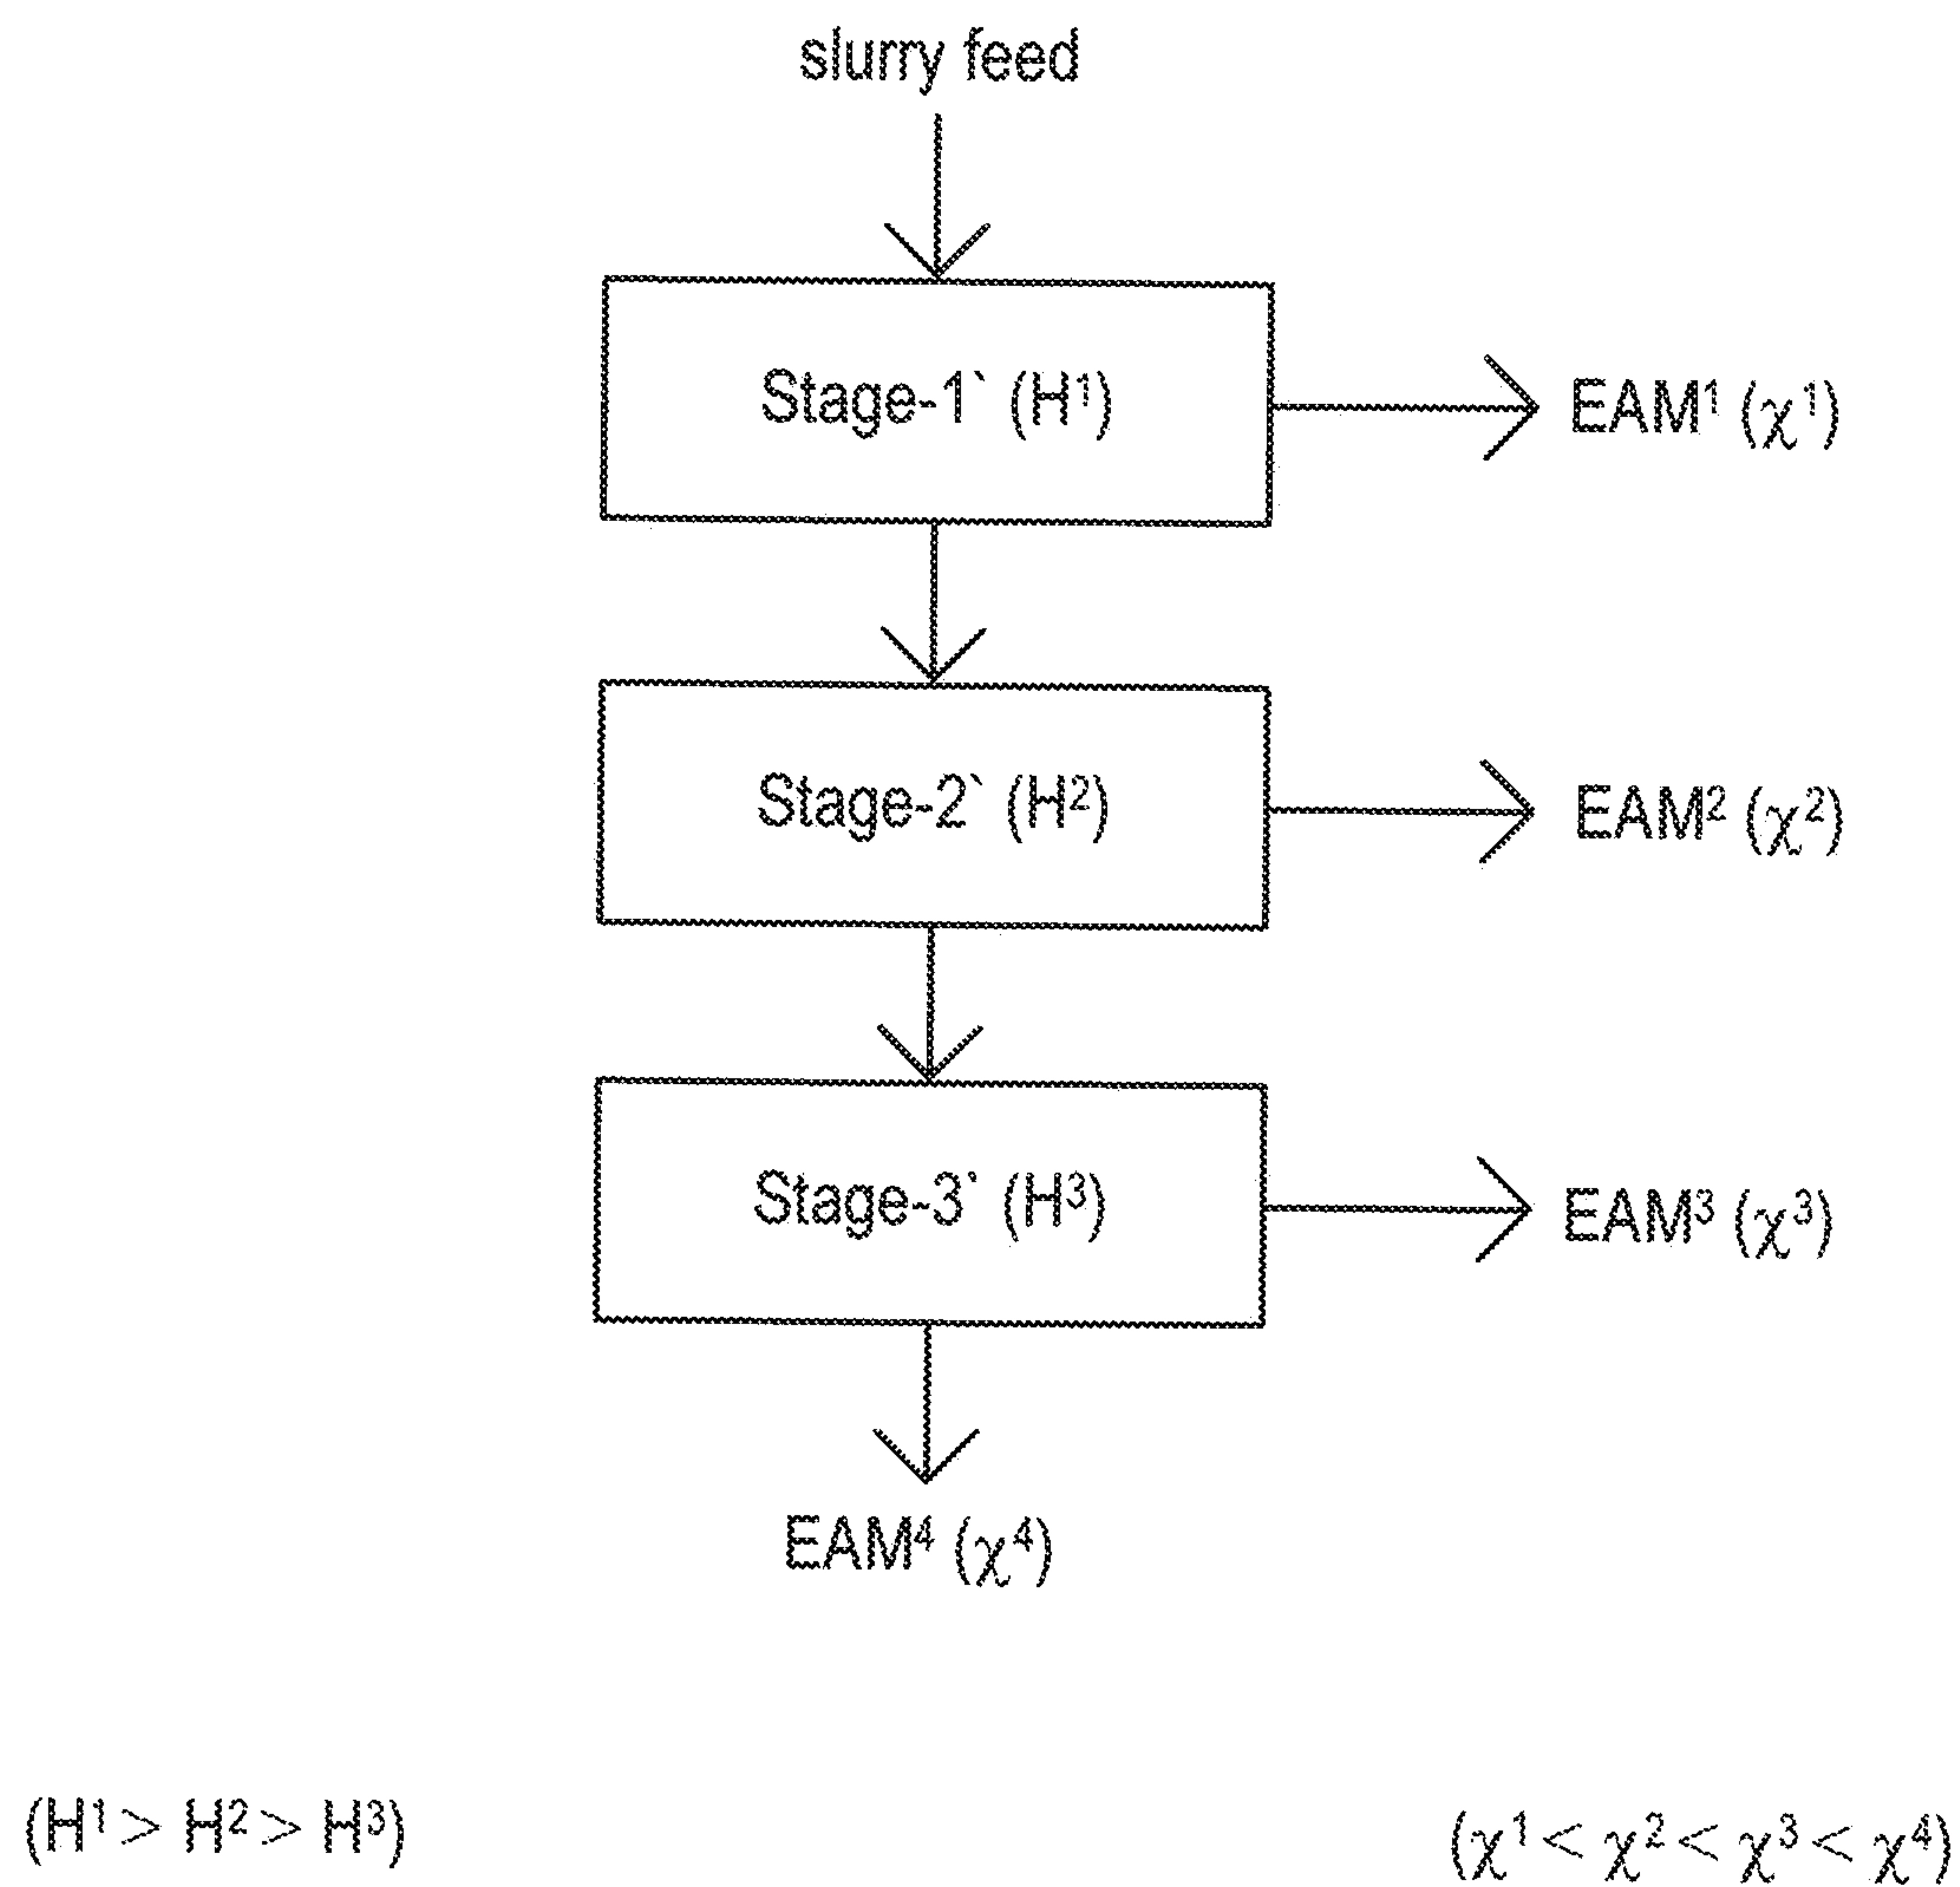 slurry feed
Stage-1` (H¹)
EAM¹ (χ¹)
Stage-2` (H²)
EAM² (χ²)
Stage-3` (H³)
EAM³ (χ³)
EAM⁴ (χ⁴)
(H¹ > H² > H³)
(χ¹ < χ² < χ³ < χ⁴)